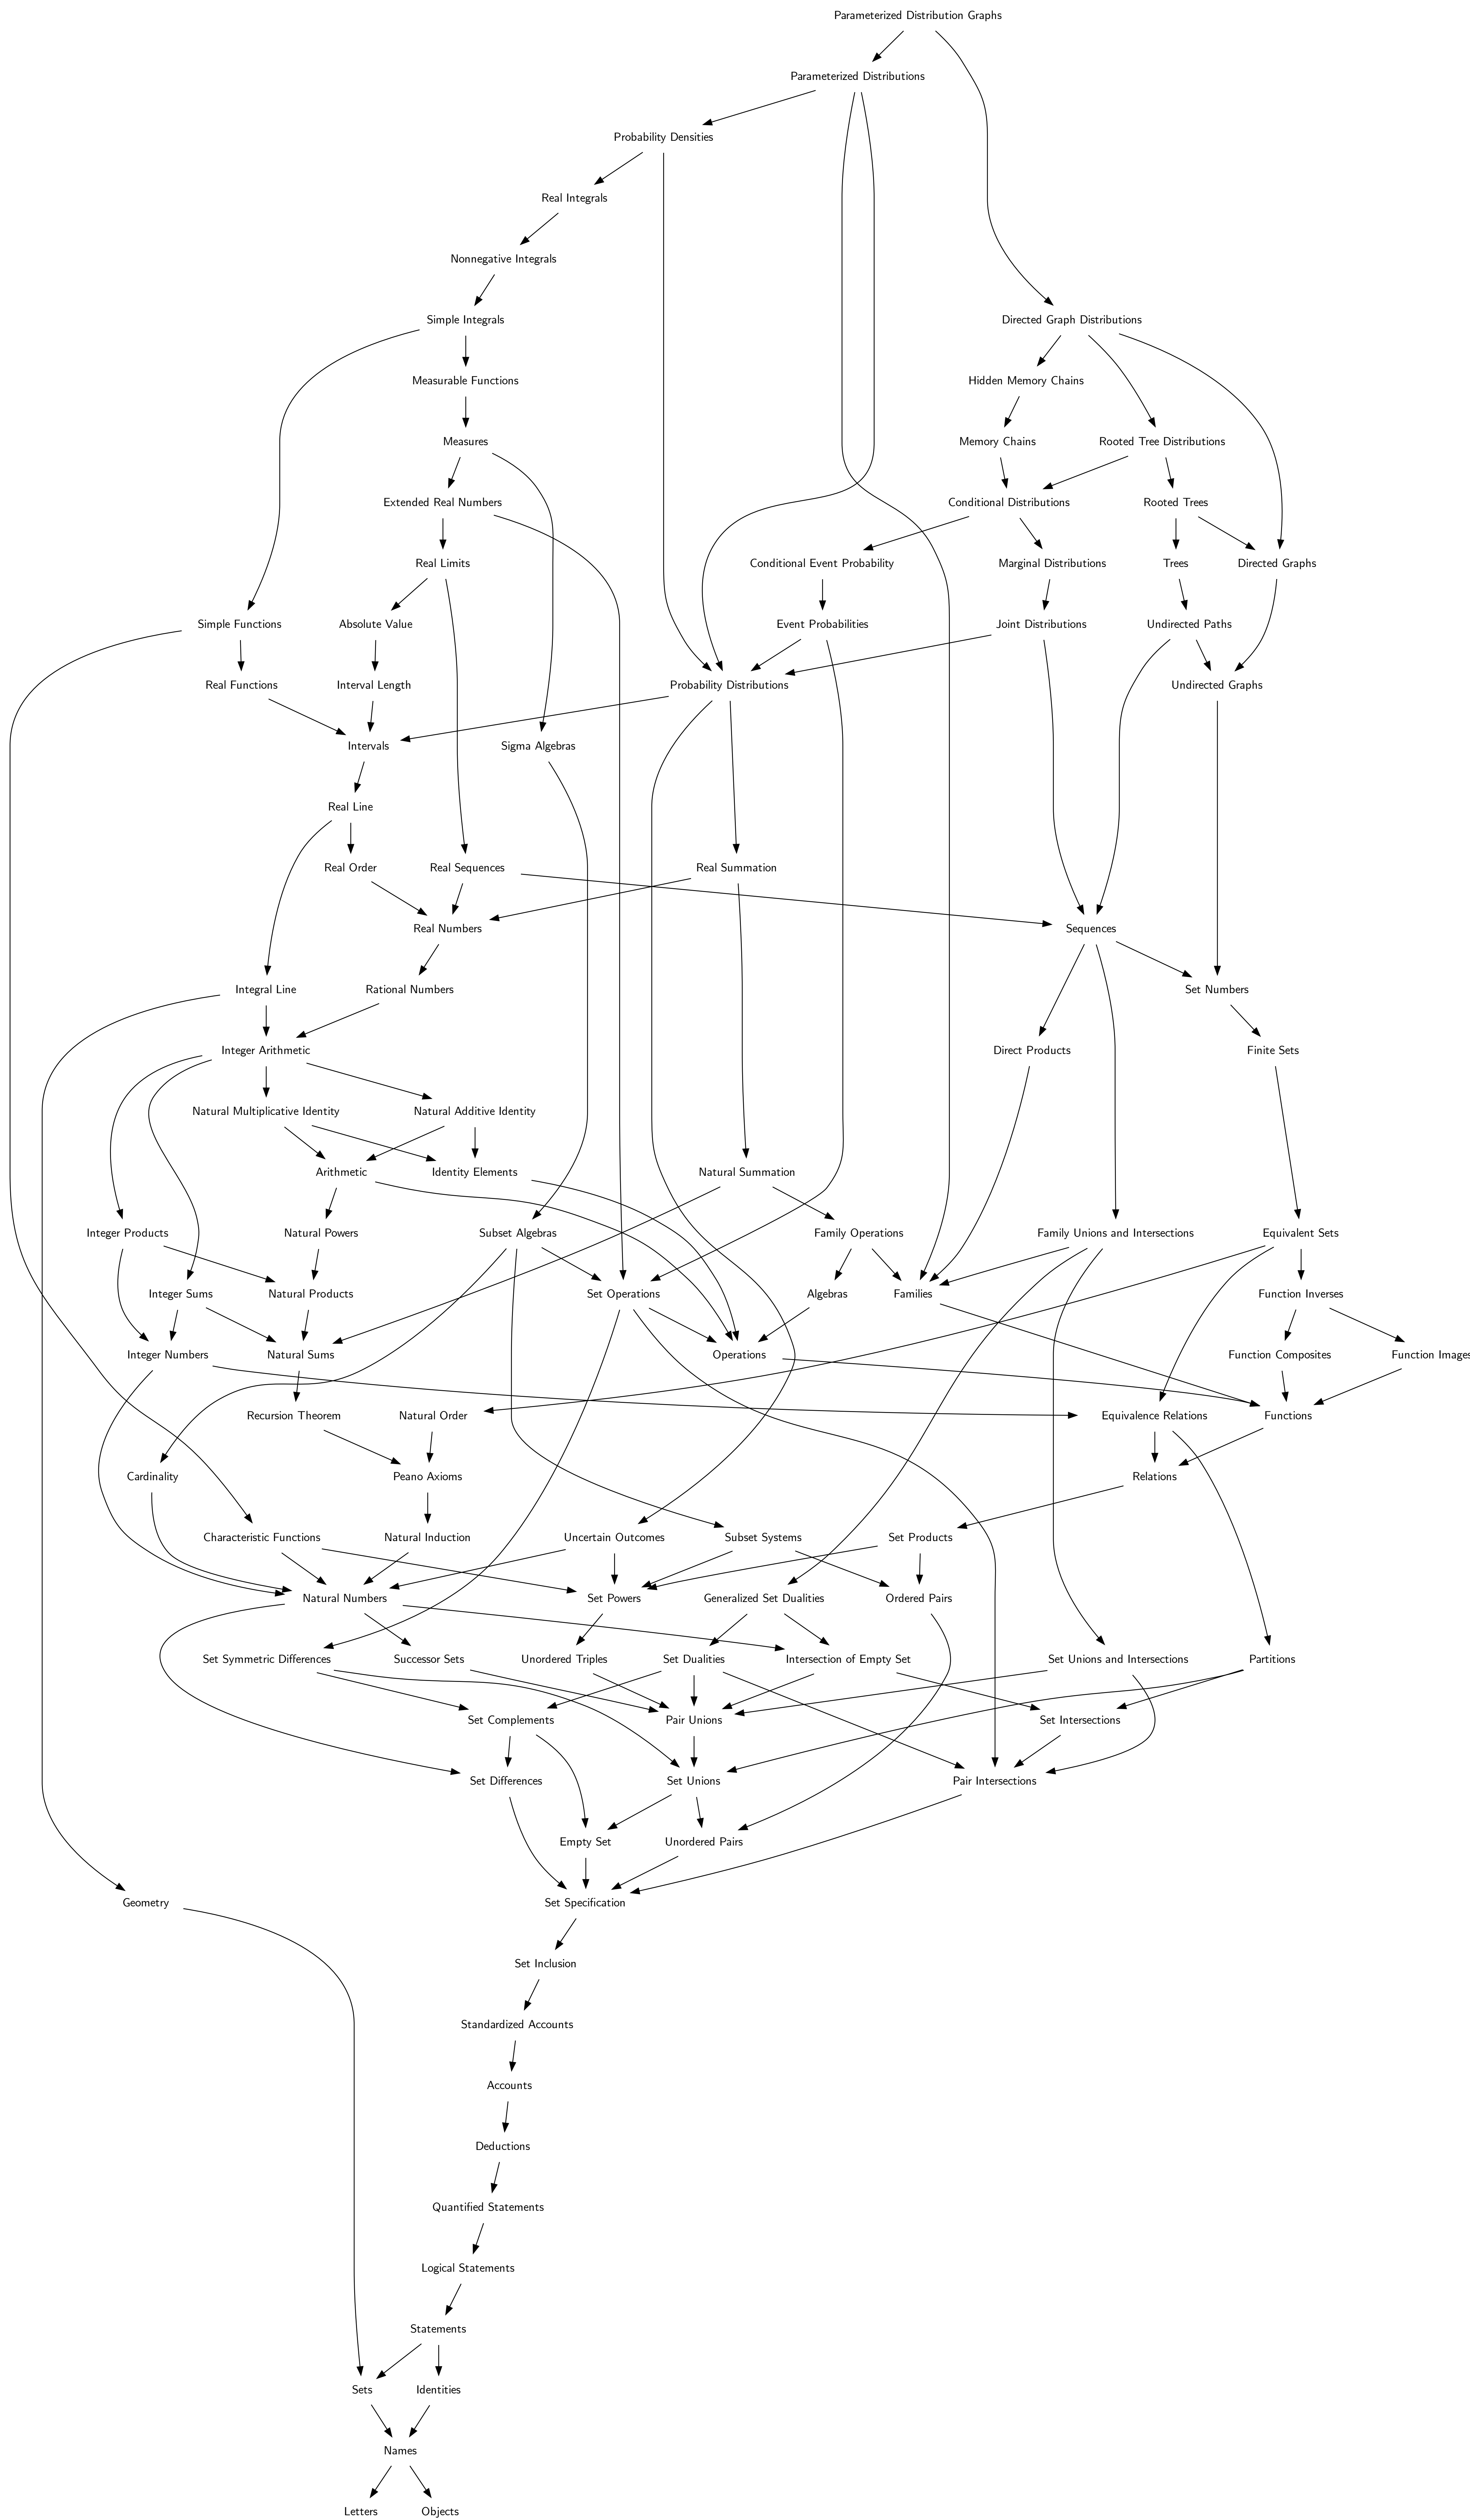 Parameterized Distribution Graphs
Parameterized Distributions
Probability Densities
Real Integrals
Nonnegative Integrals
Simple Integrals
Directed Graph Distributions
Measurable Functions
Hidden Memory Chains
Measures
Memory Chains
Rooted Tree Distributions
Extended Real Numbers
Conditional Distributions
Rooted Trees
Real Limits
Conditional Event Probability
Marginal Distributions
Trees
Directed Graphs
Simple Functions
Absolute Value
Event Probabilities
Joint Distributions
Undirected Paths
Real Functions
Interval Length
Probability Distributions
Undirected Graphs
Intervals
Sigma Algebras
Real Line
Real Order
Real Sequences
Real Summation
Real Numbers
Sequences
Integral Line
Rational Numbers
Set Numbers
Integer Arithmetic
Direct Products
Finite Sets
Natural Multiplicative Identity
Natural Additive Identity
Arithmetic
Identity Elements
Natural Summation
Integer Products
Natural Powers
Subset Algebras
Family Operations
Family Unions and Intersections
Equivalent Sets
Integer Sums
Natural Products
Set Operations
Algebras
Families
Function Inverses
Integer Numbers
Natural Sums
Operations
Function Composites
Function Images
Recursion Theorem
Natural Order
Equivalence Relations
Functions
Cardinality
Peano Axioms
Relations
Characteristic Functions
Natural Induction
Uncertain Outcomes
Subset Systems
Set Products
Natural Numbers
Set Powers
Generalized Set Dualities
Ordered Pairs
Set Symmetric Differences
Successor Sets
Unordered Triples
Set Dualities
Intersection of Empty Set
Set Unions and Intersections
Partitions
Set Complements
Pair Unions
Set Intersections
Set Differences
Set Unions
Pair Intersections
Empty Set
Unordered Pairs
Geometry
Set Specification
Set Inclusion
Standardized Accounts
Accounts
Deductions
Quantified Statements
Logical Statements
Statements
Sets
Identities
Names
Letters
Objects